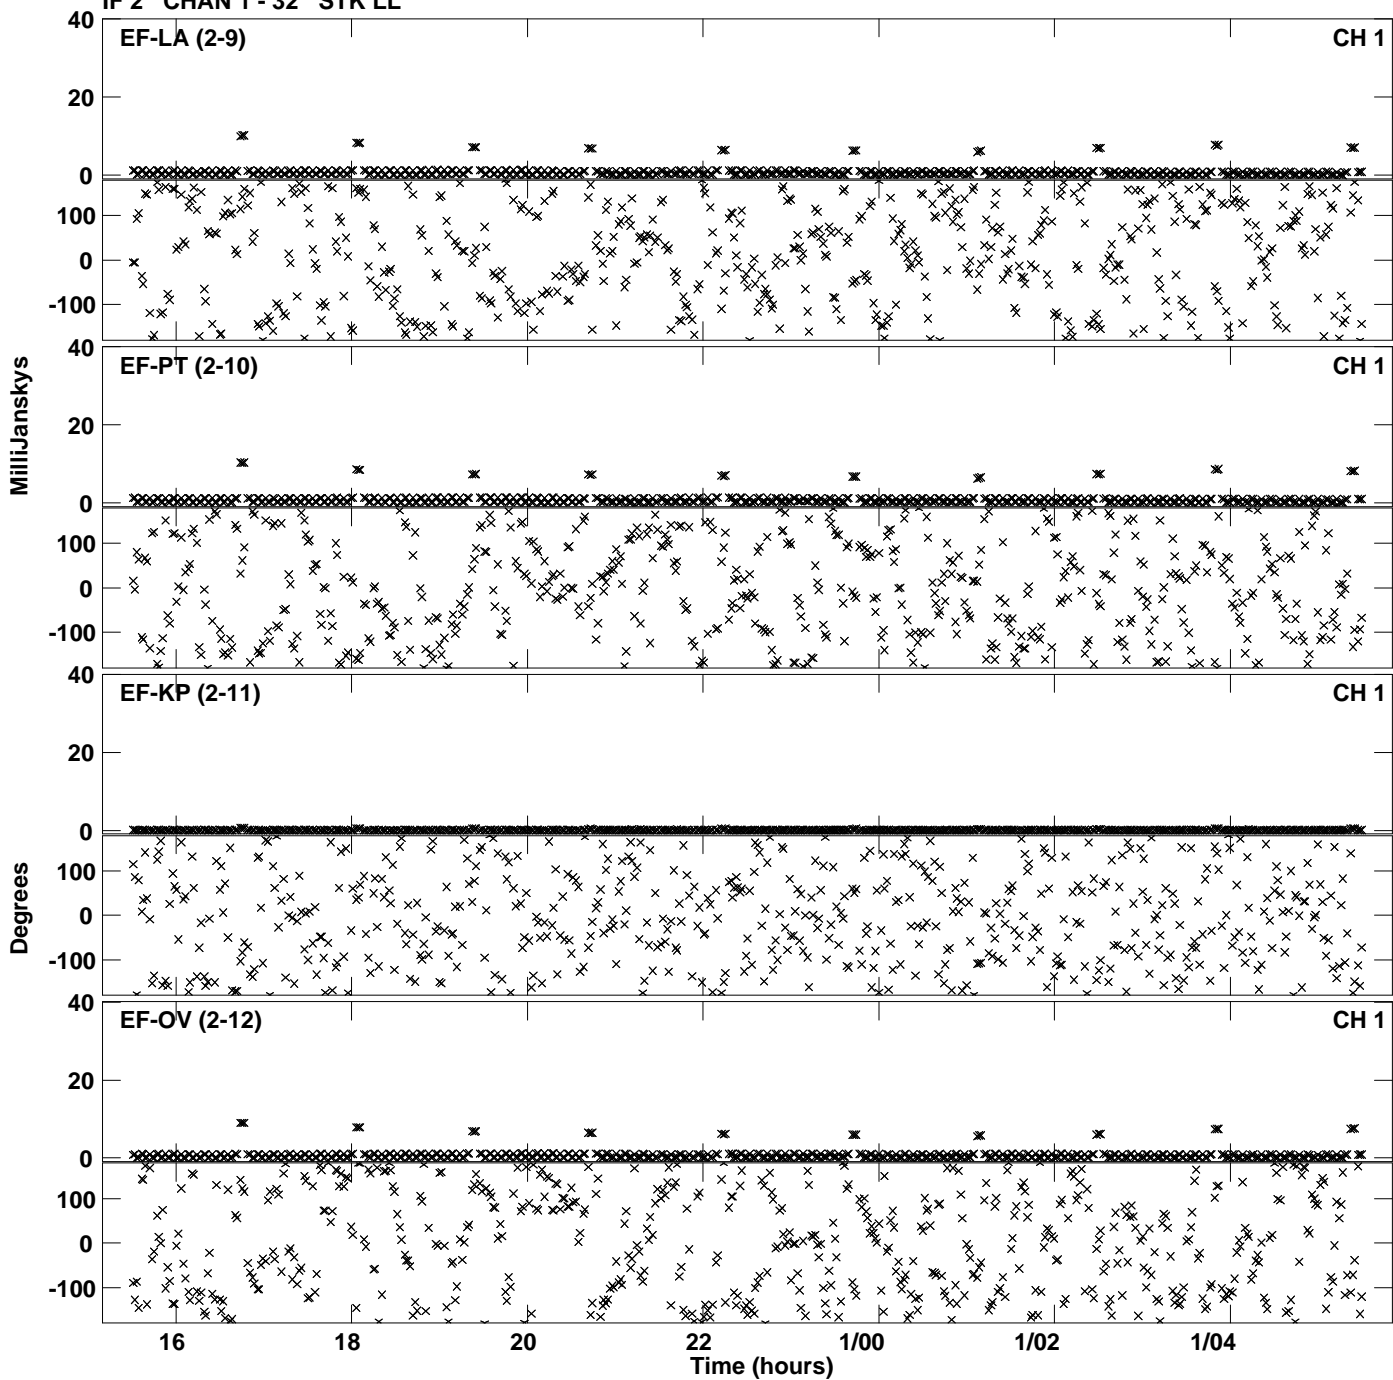 IF 2 CHAN 1 - 32 STK LL
40
EF-LA (2-9) CH 1
20
0
100
0
-100
40
EF-PT (2-10) CH 1
20
0
100
0
-100
MilliJanskys
40
EF-KP (2-11) CH 1
20
0
100
0
-100
Degrees
40
EF-OV (2-12) CH 1
20
0
100
0
-100
16 18 20 22 1/00 1/02 1/04
Time (hours)